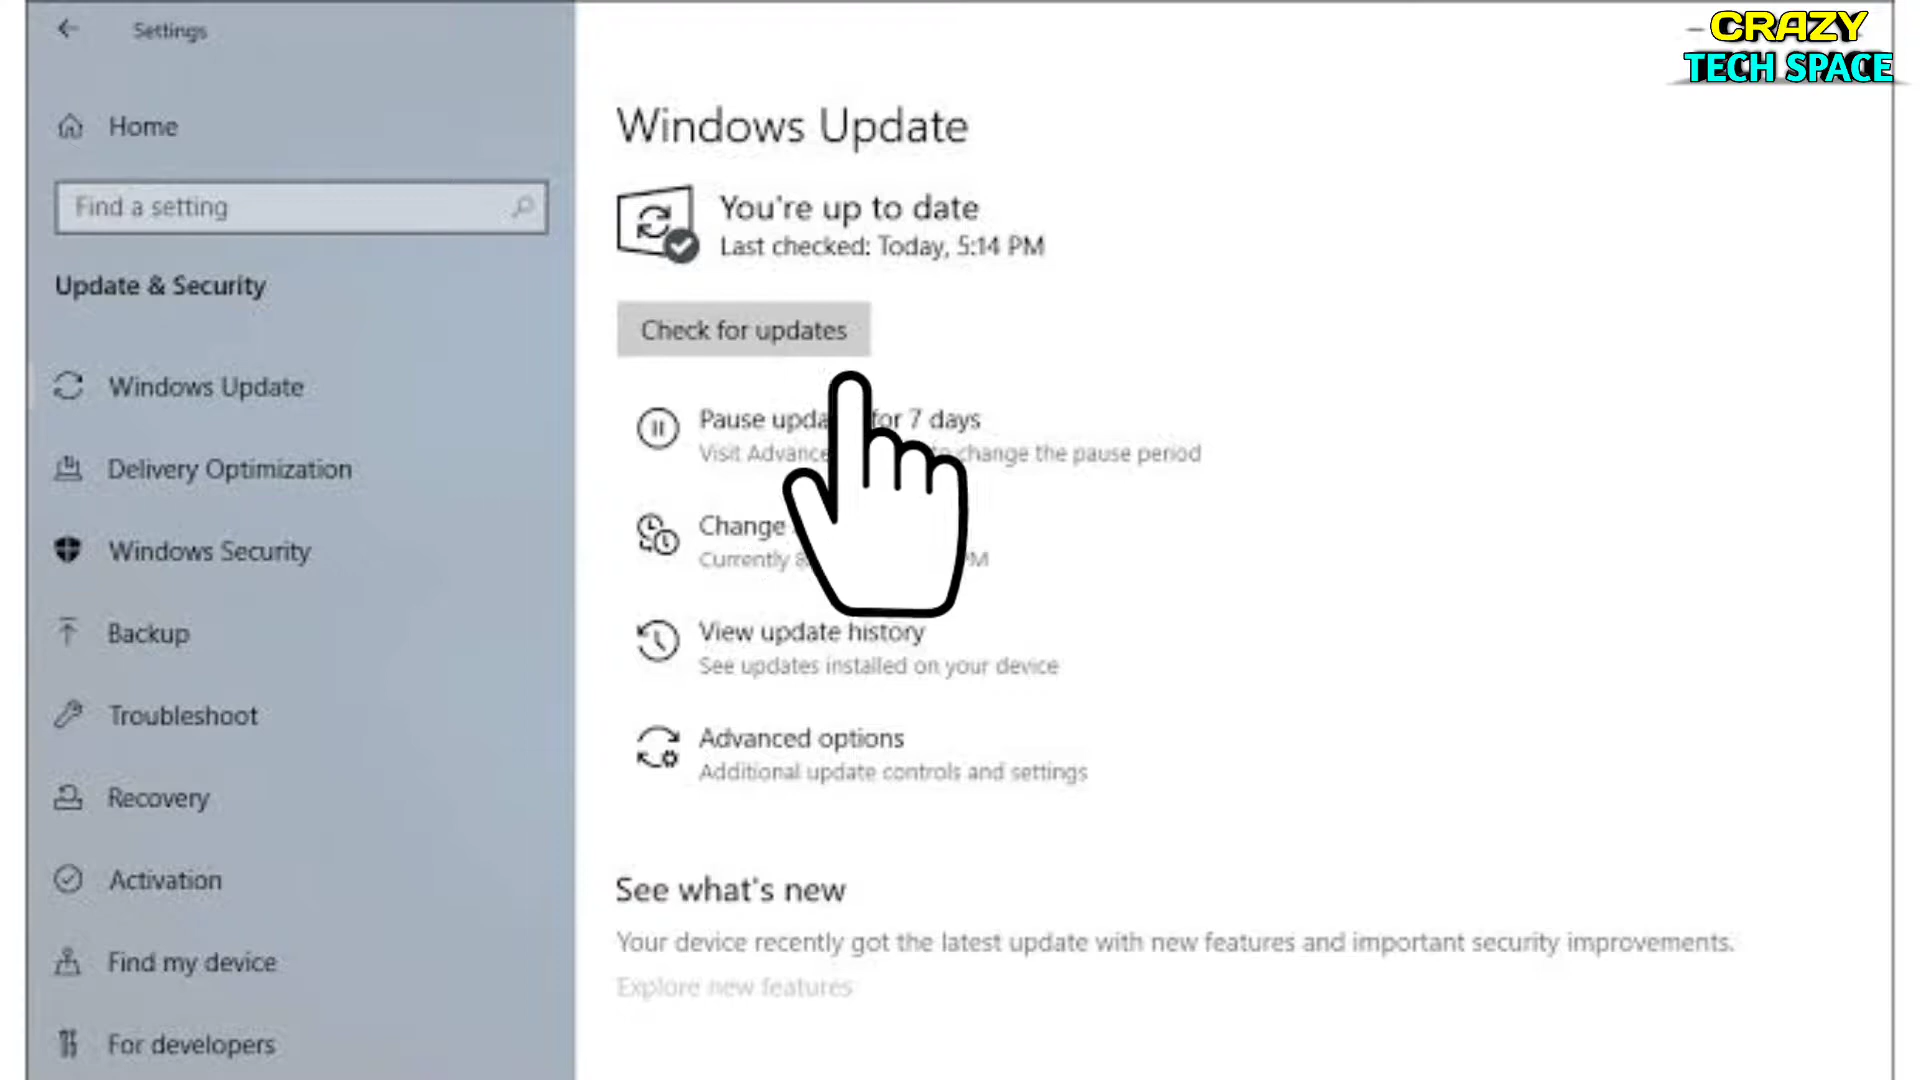 Settings
CRAZY
TECH SPACE
Home
Find a setting
Update & Security
Windows Update
Delivery Optimization
Windows Security
Backup
Troubleshoot
Recovery
Activation
Find my device
For developers
Windows Update
You're up to date
Last checked: Today, 5:14 PM
Check for updates
Pause for 7 days
Visit change the pause period
Change
Currently
View update history
See updates installed on your device
Advanced options
Additional update controls and settings
See what's new
Your device recently got the latest update with new features and important security improvements.
Explore new features